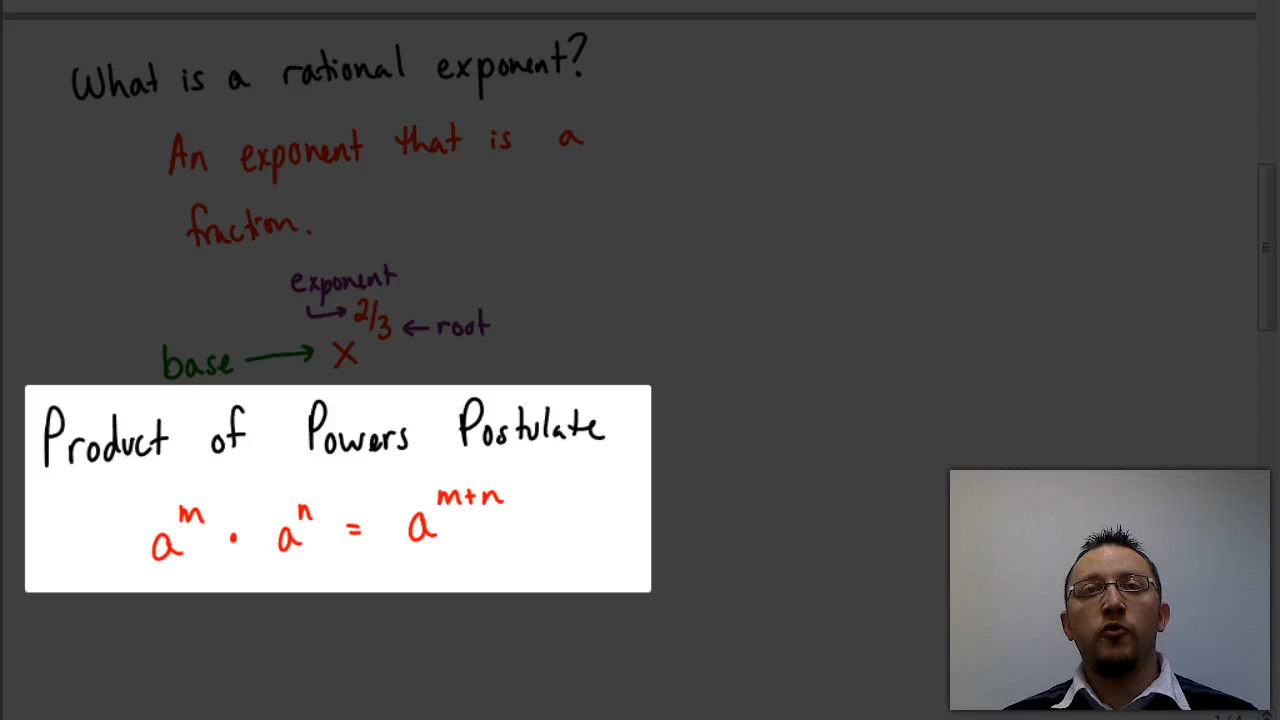 What is a rational exponent?
An exponent that is a
fraction.
exponent
2/3 ← root
base → x
Product of Powers Postulate
a^m · a^n = a^{m+n}